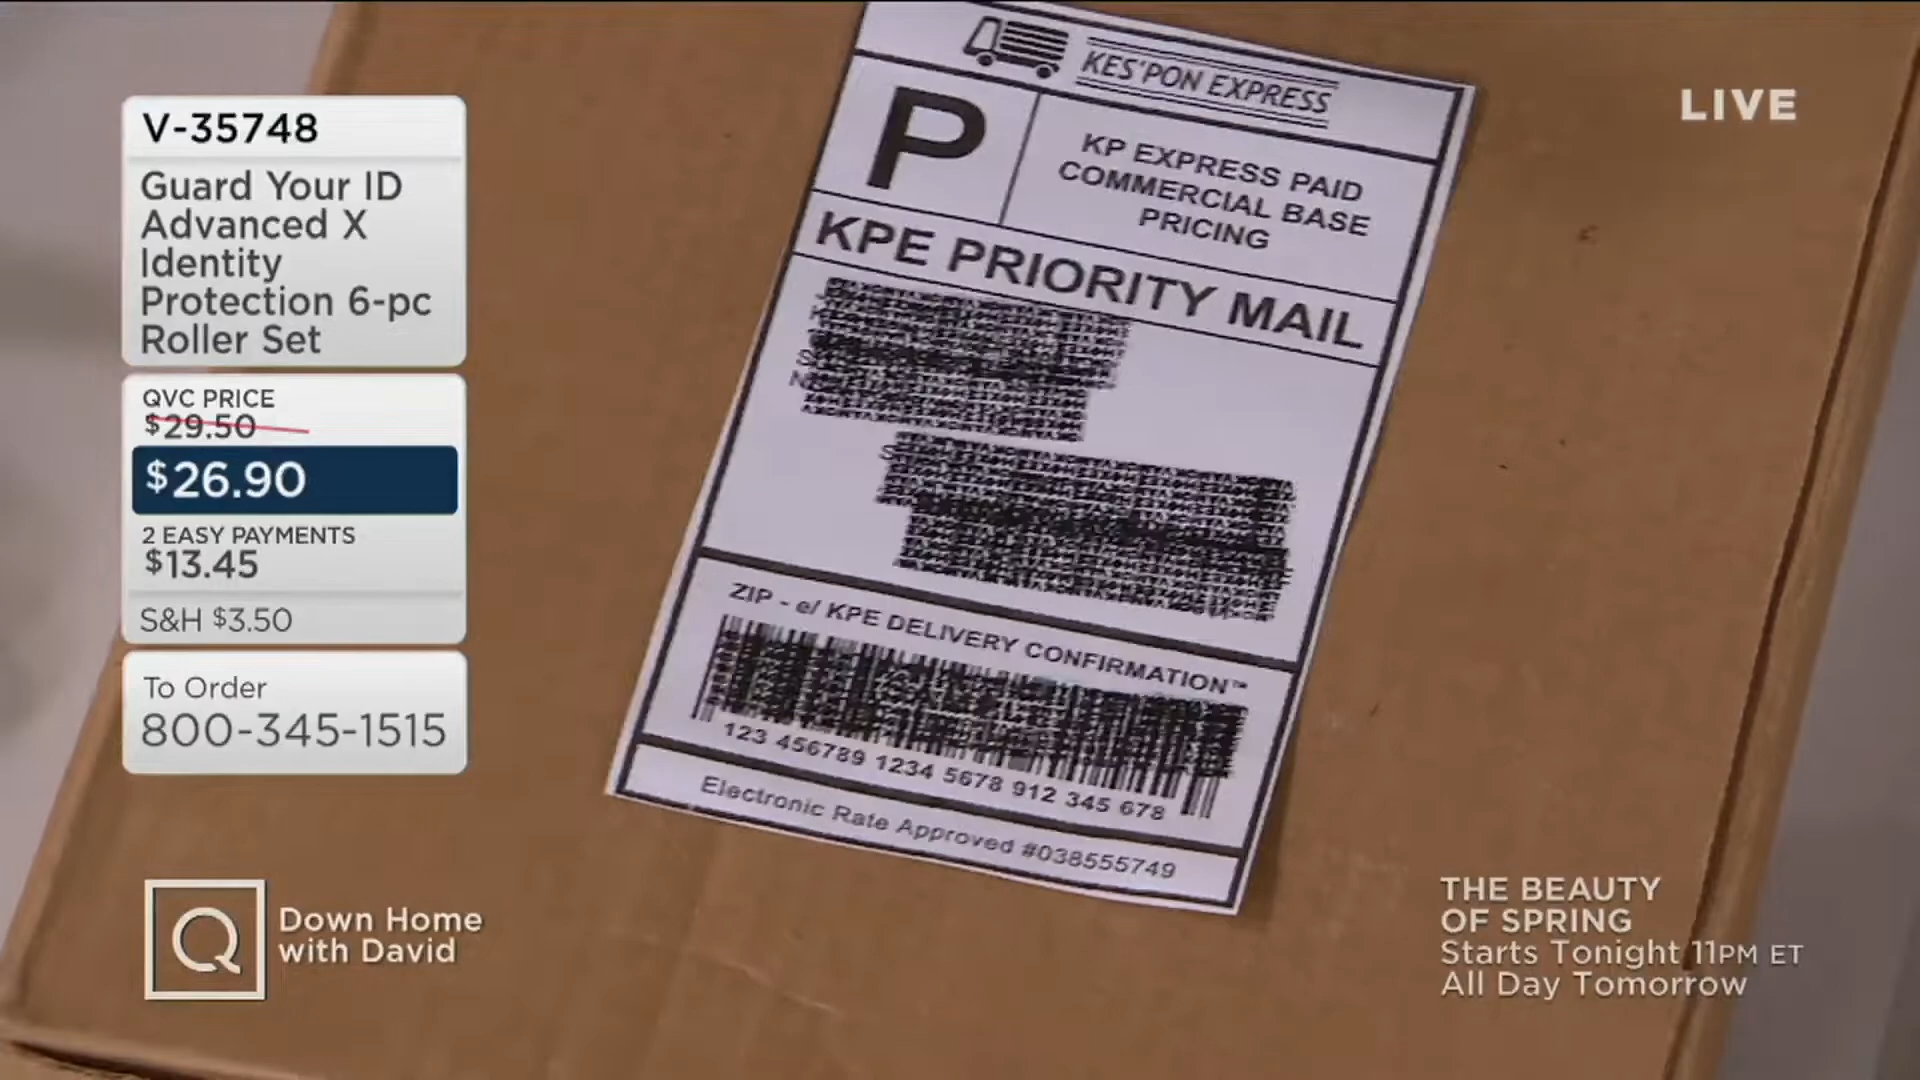 V-35748
Guard Your ID
Advanced X
Identity
Protection 6-pc
Roller Set
QVC PRICE
$29.50
$26.90
2 EASY PAYMENTS
$13.45
S&H $3.50
To Order
800-345-1515
Q
Down Home
with David
KES'PON EXPRESS
P
KP EXPRESS PAID
COMMERCIAL BASE
PRICING
KPE PRIORITY MAIL
ZIP - e/ KPE DELIVERY CONFIRMATION™
123 456789 1234 5678 912 345 678
Electronic Rate Approved #038555749
LIVE
THE BEAUTY
OF SPRING
Starts Tonight 11PM ET
All Day Tomorrow